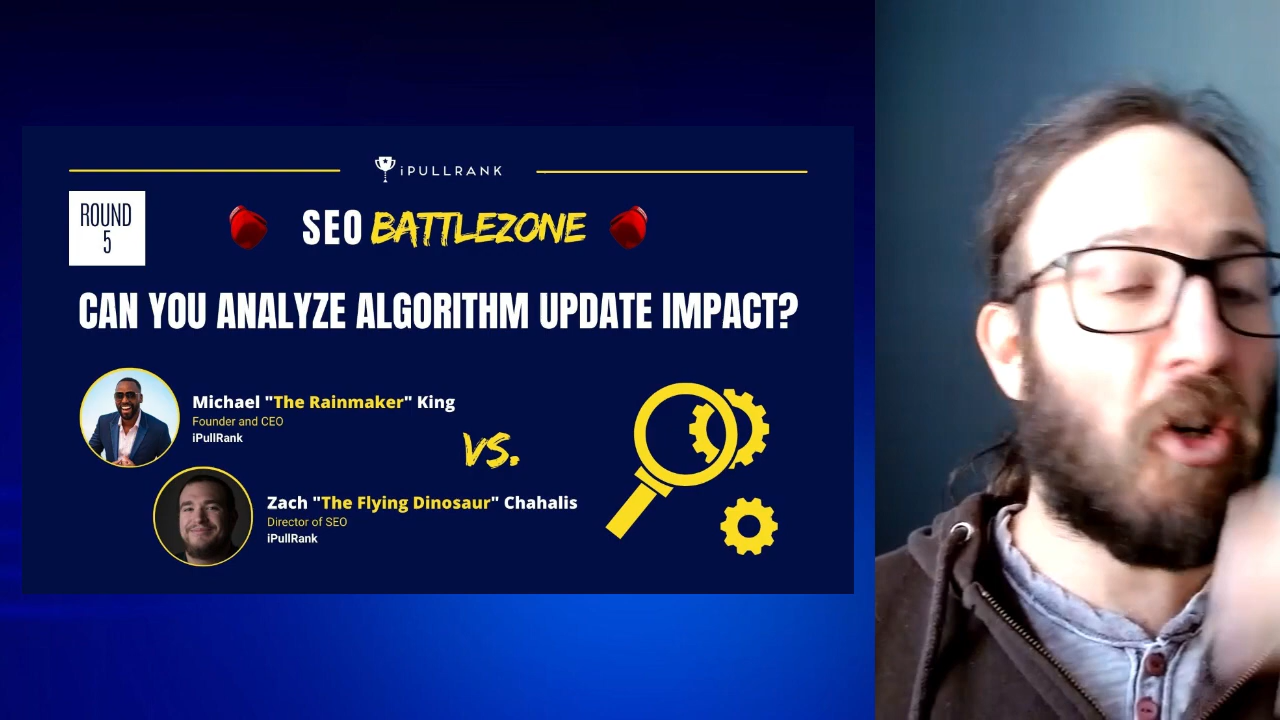 iPULLRANK
ROUND
5
SEO BATTLEZONE
CAN YOU ANALYZE ALGORITHM UPDATE IMPACT?
Michael "The Rainmaker" King
Founder and CEO
iPullRank
VS.
Zach "The Flying Dinosaur" Chahalis
Director of SEO
iPullRank